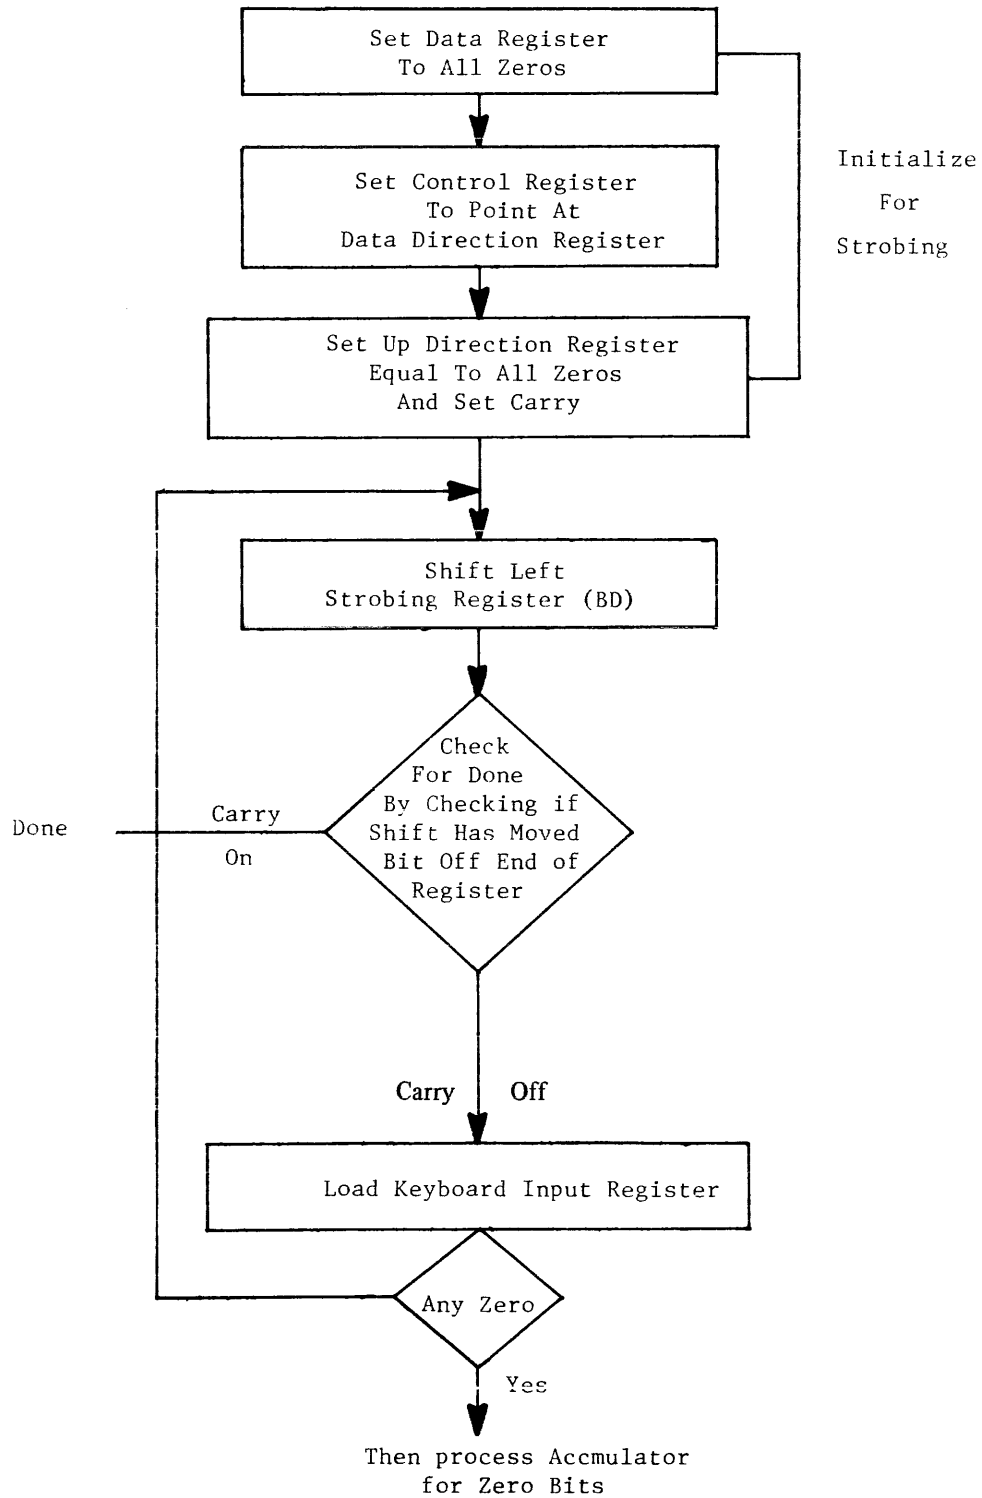 Set Data Register
To All Zeros
Initialize
For
Strobing
Set Control Register
To Point At
Data Direction Register
Set Up Direction Register
Equal To All Zeros
And Set Carry
Shift Left
Strobing Register (BD)
Check
For Done
By Checking if
Shift Has Moved
Bit Off End of
Register
Done
Carry
On
Carry Off
Load Keyboard Input Register
Any Zero
Yes
Then process Accmulator
for Zero Bits